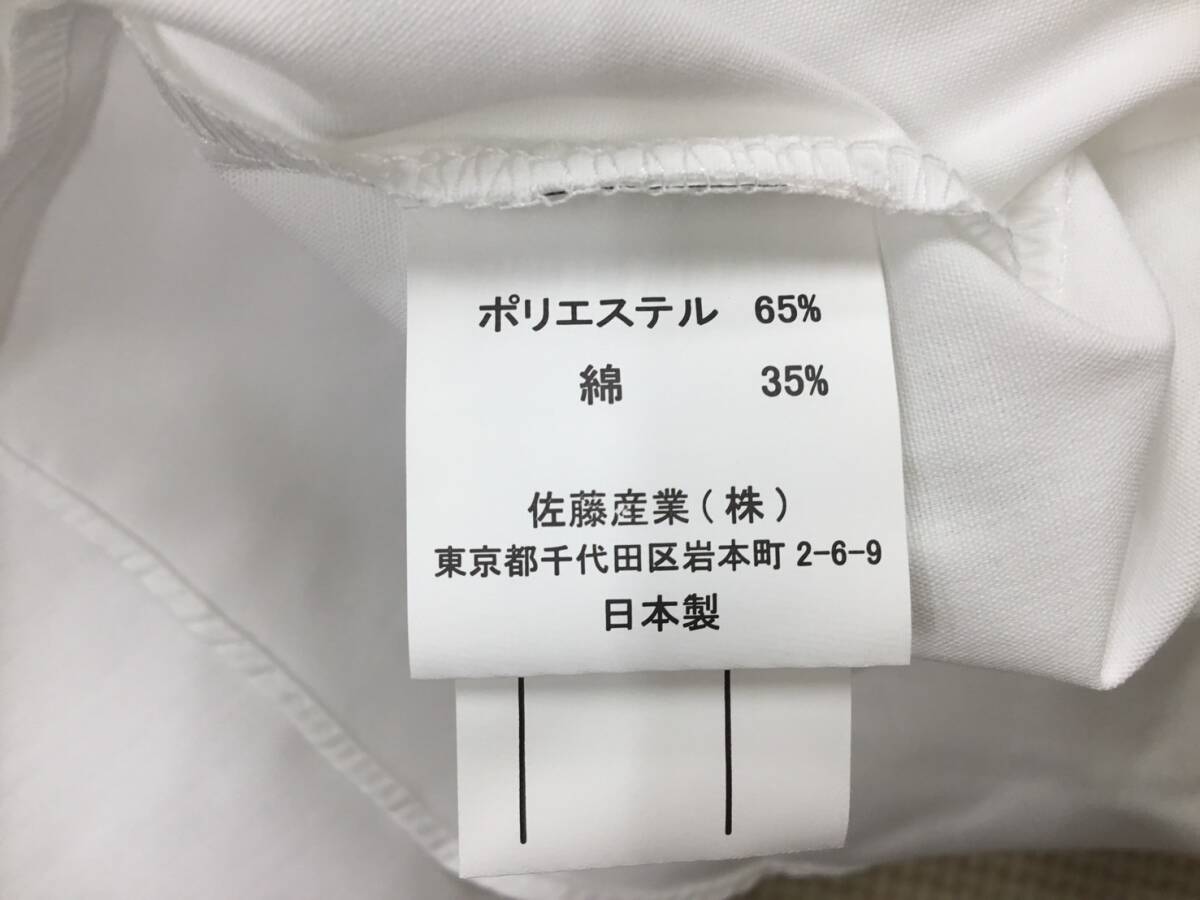 ポリエステル 65%
綿 35%
佐藤産業(株)
東京都千代田区岩本町2-6-9
日本製